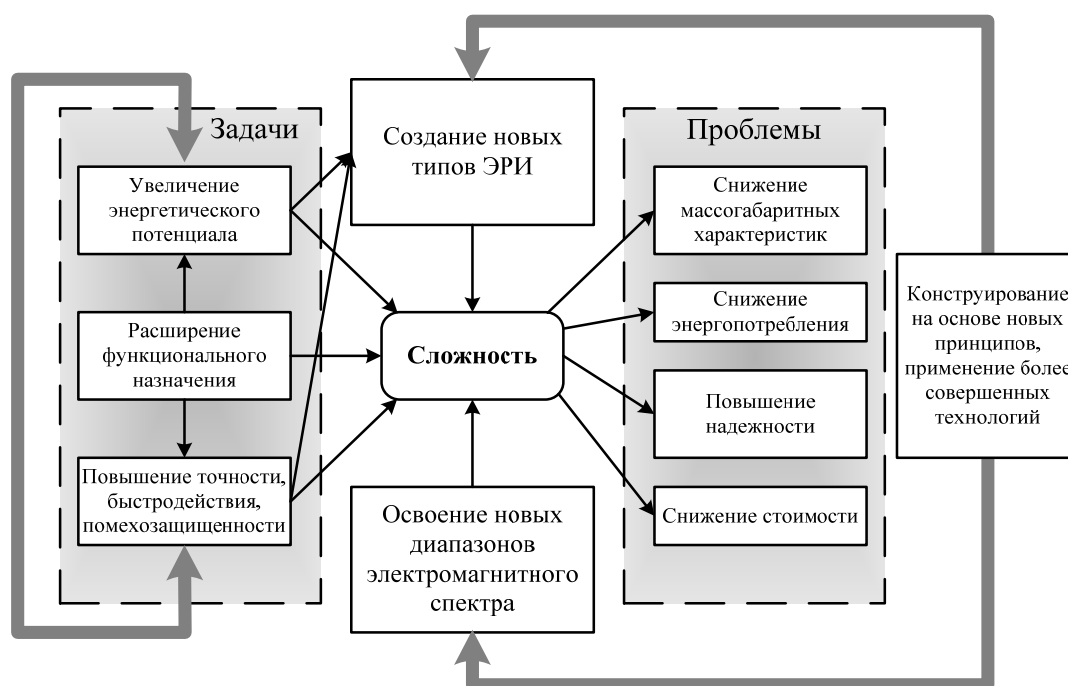 Задачи
Увеличение
энергетического
потенциала
Расширение
функционального
назначения
Повышение точности,
быстродействия,
помехозащищенности
Создание новых
типов ЭРИ
Сложность
Освоение новых
диапазонов
электромагнитного
спектра
Проблемы
Снижение
массогабаритных
характеристик
Снижение
энергопотребления
Повышение
надежности
Снижение стоимости
Конструирование
на основе новых
принципов,
применение более
совершенных
технологий